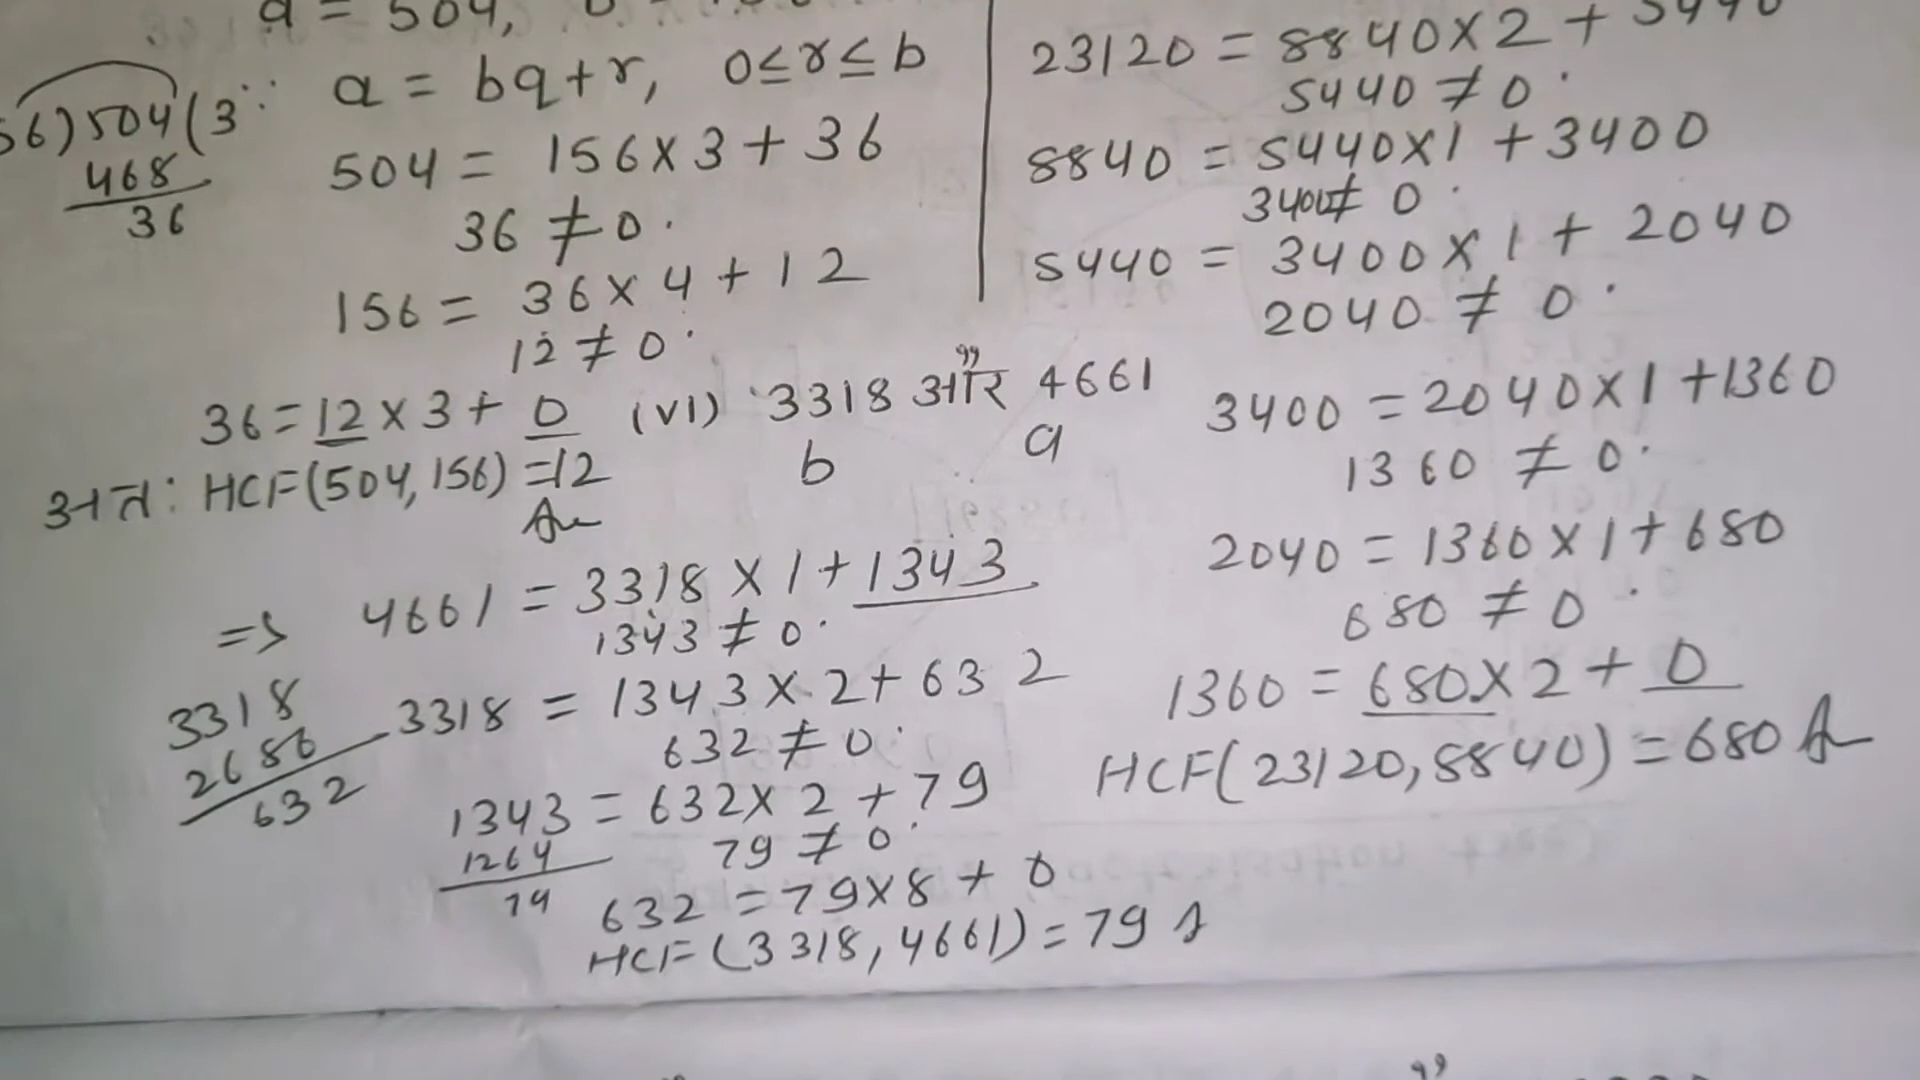 a = 504,
56)504(3
468
36
∵ a = bq+r, 0≤r≤b
504 = 156×3+36
36 ≠ 0.
156 = 36×4+12
12 ≠ 0.
36 = 12×3+0
अतः HCF(504, 156) = 12
Ans
(VI) 3318 और 4661
b a
=> 4661 = 3318×1+1343
1343 ≠ 0.
3318
2686
632
3318 = 1343×2+632
632 ≠ 0.
1343 = 632×2+79
1264
79
79 ≠ 0.
632 = 79×8+0
HCF(3318, 4661) = 79
23120 = 8840×2+5440
5440 ≠ 0.
8840 = 5440×1+3400
3400 ≠ 0.
5440 = 3400×1+2040
2040 ≠ 0.
3400 = 2040×1+1360
1360 ≠ 0.
2040 = 1360×1+680
680 ≠ 0.
1360 = 680×2+0
HCF(23120, 8840) = 680 A